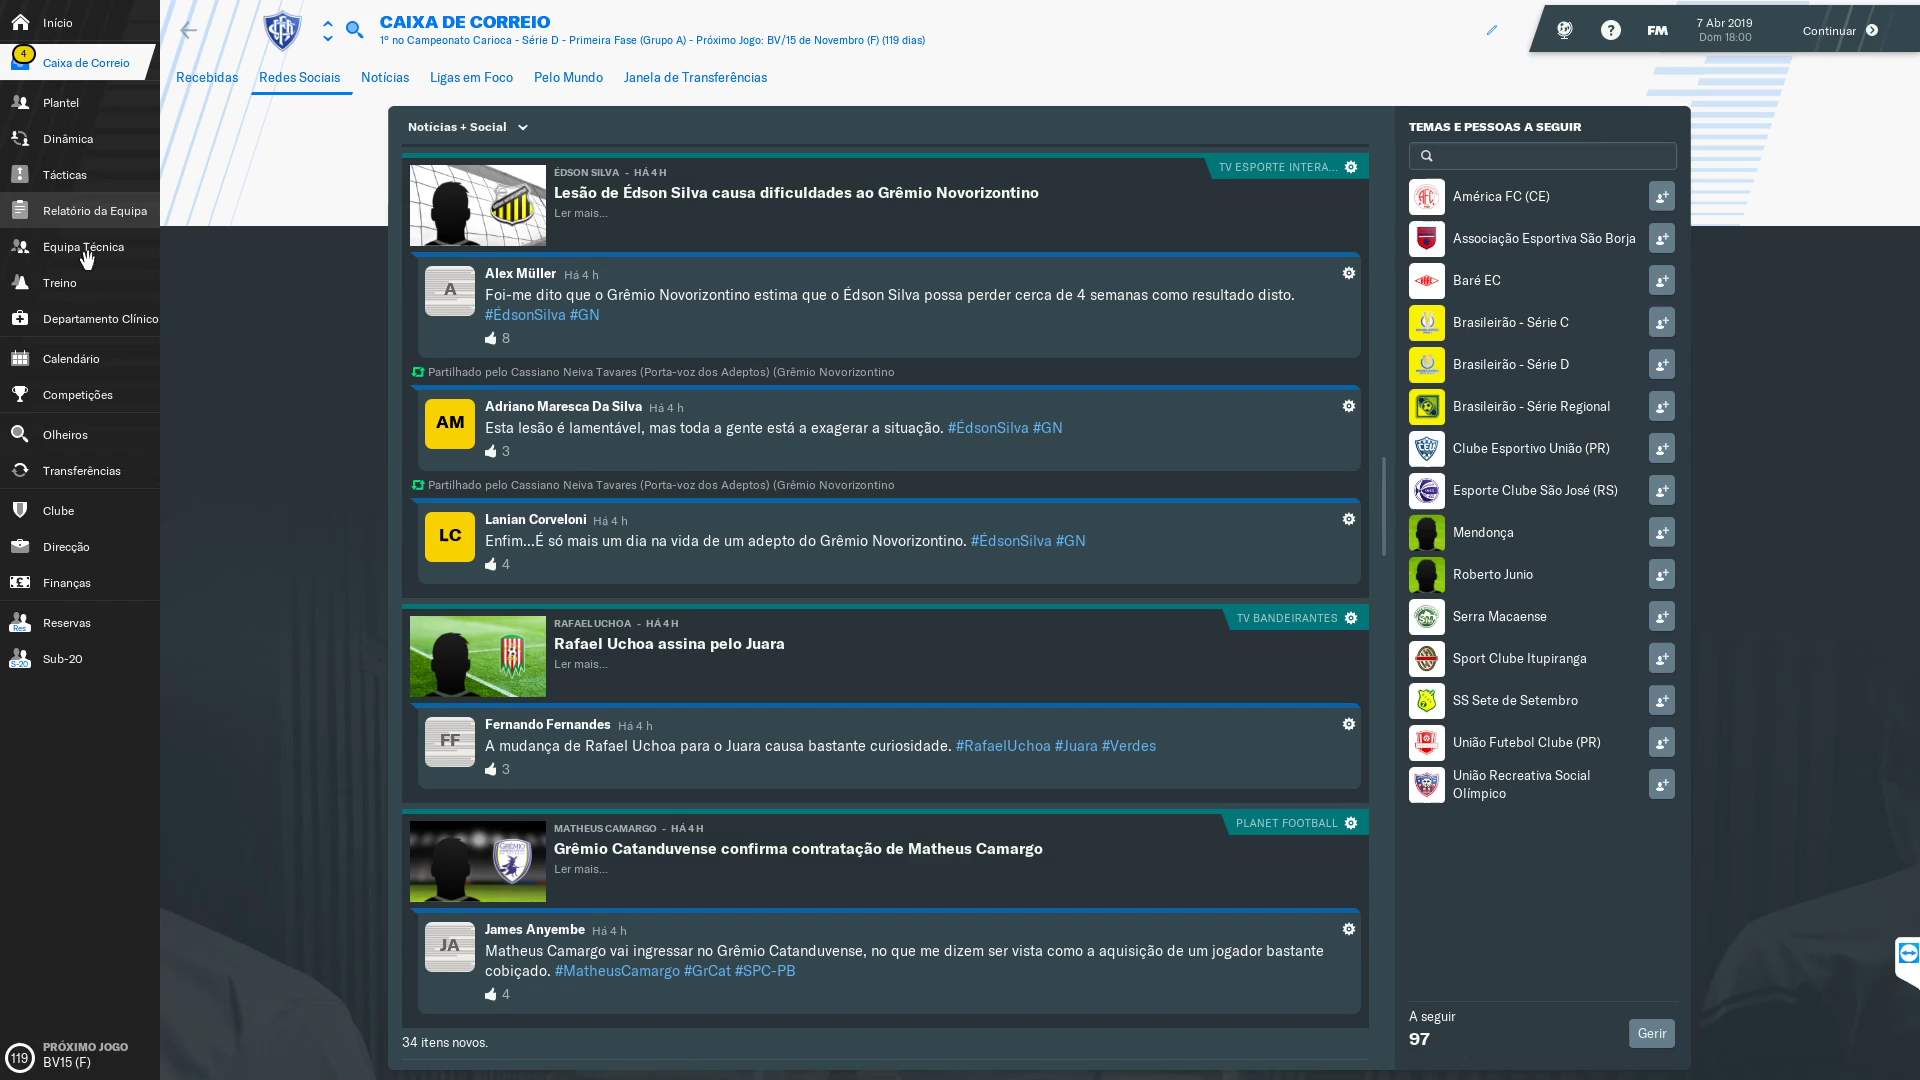 Início
4
Caixa de Correio
Plantel
Dinâmica
Tácticas
Relatório da Equipa
Equipa Técnica
Treino
Departamento Clínico
Calendário
Competições
Olheiros
Transferências
Clube
Direcção
Finanças
Res
Reservas
S-20
Sub-20
119
PRÓXIMO JOGO
BV15 (F)
CAIXA DE CORREIO
1º no Campeonato Carioca - Série D - Primeira Fase (Grupo A) - Próximo Jogo: BV/15 de Novembro (F) (119 dias)
FM
7 Abr 2019
Dom 18:00
Continuar
Recebidas
Redes Sociais
Notícias
Ligas em Foco
Pelo Mundo
Janela de Transferências
Notícias + Social
TV ESPORTE INTERA...
ÉDSON SILVA - HÁ 4 H
Lesão de Édson Silva causa dificuldades ao Grêmio Novorizontino
Ler mais...
A
Alex Müller Há 4 h
Foi-me dito que o Grêmio Novorizontino estima que o Édson Silva possa perder cerca de 4 semanas como resultado disto.
#ÉdsonSilva #GN
8
Partilhado pelo Cassiano Neiva Tavares (Porta-voz dos Adeptos) (Grêmio Novorizontino
AM
Adriano Maresca Da Silva Há 4 h
Esta lesão é lamentável, mas toda a gente está a exagerar a situação. #ÉdsonSilva #GN
3
Partilhado pelo Cassiano Neiva Tavares (Porta-voz dos Adeptos) (Grêmio Novorizontino
LC
Lanian Corveloni Há 4 h
Enfim...É só mais um dia na vida de um adepto do Grêmio Novorizontino. #ÉdsonSilva #GN
4
TV BANDEIRANTES
RAFAEL UCHOA - HÁ 4 H
Rafael Uchoa assina pelo Juara
Ler mais...
FF
Fernando Fernandes Há 4 h
A mudança de Rafael Uchoa para o Juara causa bastante curiosidade. #RafaelUchoa #Juara #Verdes
3
PLANET FOOTBALL
MATHEUS CAMARGO - HÁ 4 H
Grêmio Catanduvense confirma contratação de Matheus Camargo
Ler mais...
JA
James Anyembe Há 4 h
Matheus Camargo vai ingressar no Grêmio Catanduvense, no que me dizem ser vista como a aquisição de um jogador bastante
cobiçado. #MatheusCamargo #GrCat #SPC-PB
4
34 itens novos.
TEMAS E PESSOAS A SEGUIR
América FC (CE)
Associação Esportiva São Borja
Baré EC
Brasileirão - Série C
Brasileirão - Série D
Brasileirão - Série Regional
Clube Esportivo União (PR)
Esporte Clube São José (RS)
Mendonça
Roberto Junio
Serra Macaense
Sport Clube Itupiranga
SS Sete de Setembro
União Futebol Clube (PR)
União Recreativa Social
Olímpico
A seguir
97
Gerir